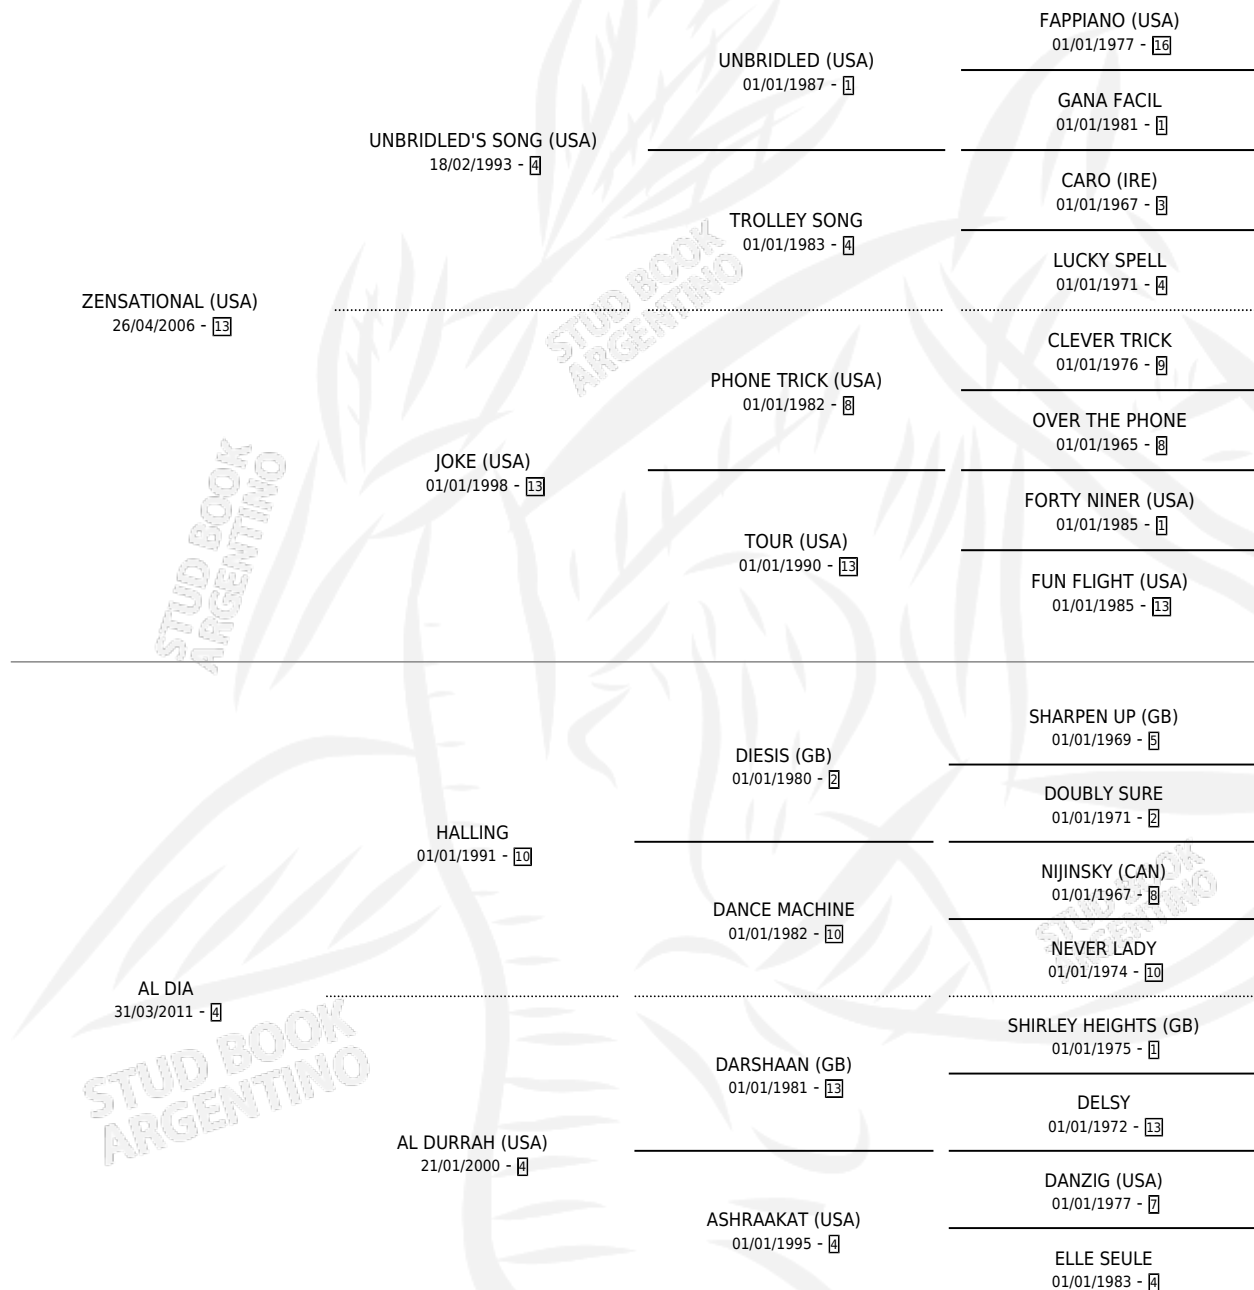 FAPPIANO (USA)
01/01/1977 - 16
UNBRIDLED (USA)
01/01/1987 - 1
GANA FACIL
01/01/1981 - 1
UNBRIDLED'S SONG (USA)
18/02/1993 - 4
CARO (IRE)
01/01/1967 - 3
TROLLEY SONG
01/01/1983 - 4
LUCKY SPELL
01/01/1971 - 4
ZENSATIONAL (USA)
26/04/2006 - 13
STUD BOOK
ARGENTINO
CLEVER TRICK
01/01/1976 - 9
PHONE TRICK (USA)
01/01/1982 - 8
OVER THE PHONE
01/01/1965 - 8
JOKE (USA)
01/01/1998 - 13
FORTY NINER (USA)
01/01/1985 - 1
TOUR (USA)
01/01/1990 - 13
FUN FLIGHT (USA)
01/01/1985 - 13
STUD BOOK
ARGENTINO
SHARPEN UP (GB)
01/01/1969 - 5
DIESIS (GB)
01/01/1980 - 2
DOUBLY SURE
01/01/1971 - 2
HALLING
01/01/1991 - 10
NIJINSKY (CAN)
01/01/1967 - 8
STUD BOOK
ARGENTINO
DANCE MACHINE
01/01/1982 - 10
NEVER LADY
01/01/1974 - 10
AL DIA
31/03/2011 - 4
STUD BOOK
ARGENTINO
SHIRLEY HEIGHTS (GB)
01/01/1975 - 1
DARSHAAN (GB)
01/01/1981 - 13
DELSY
01/01/1972 - 13
AL DURRAH (USA)
21/01/2000 - 4
DANZIG (USA)
01/01/1977 - 7
ASHRAAKAT (USA)
01/01/1995 - 4
ELLE SEULE
01/01/1983 - 4